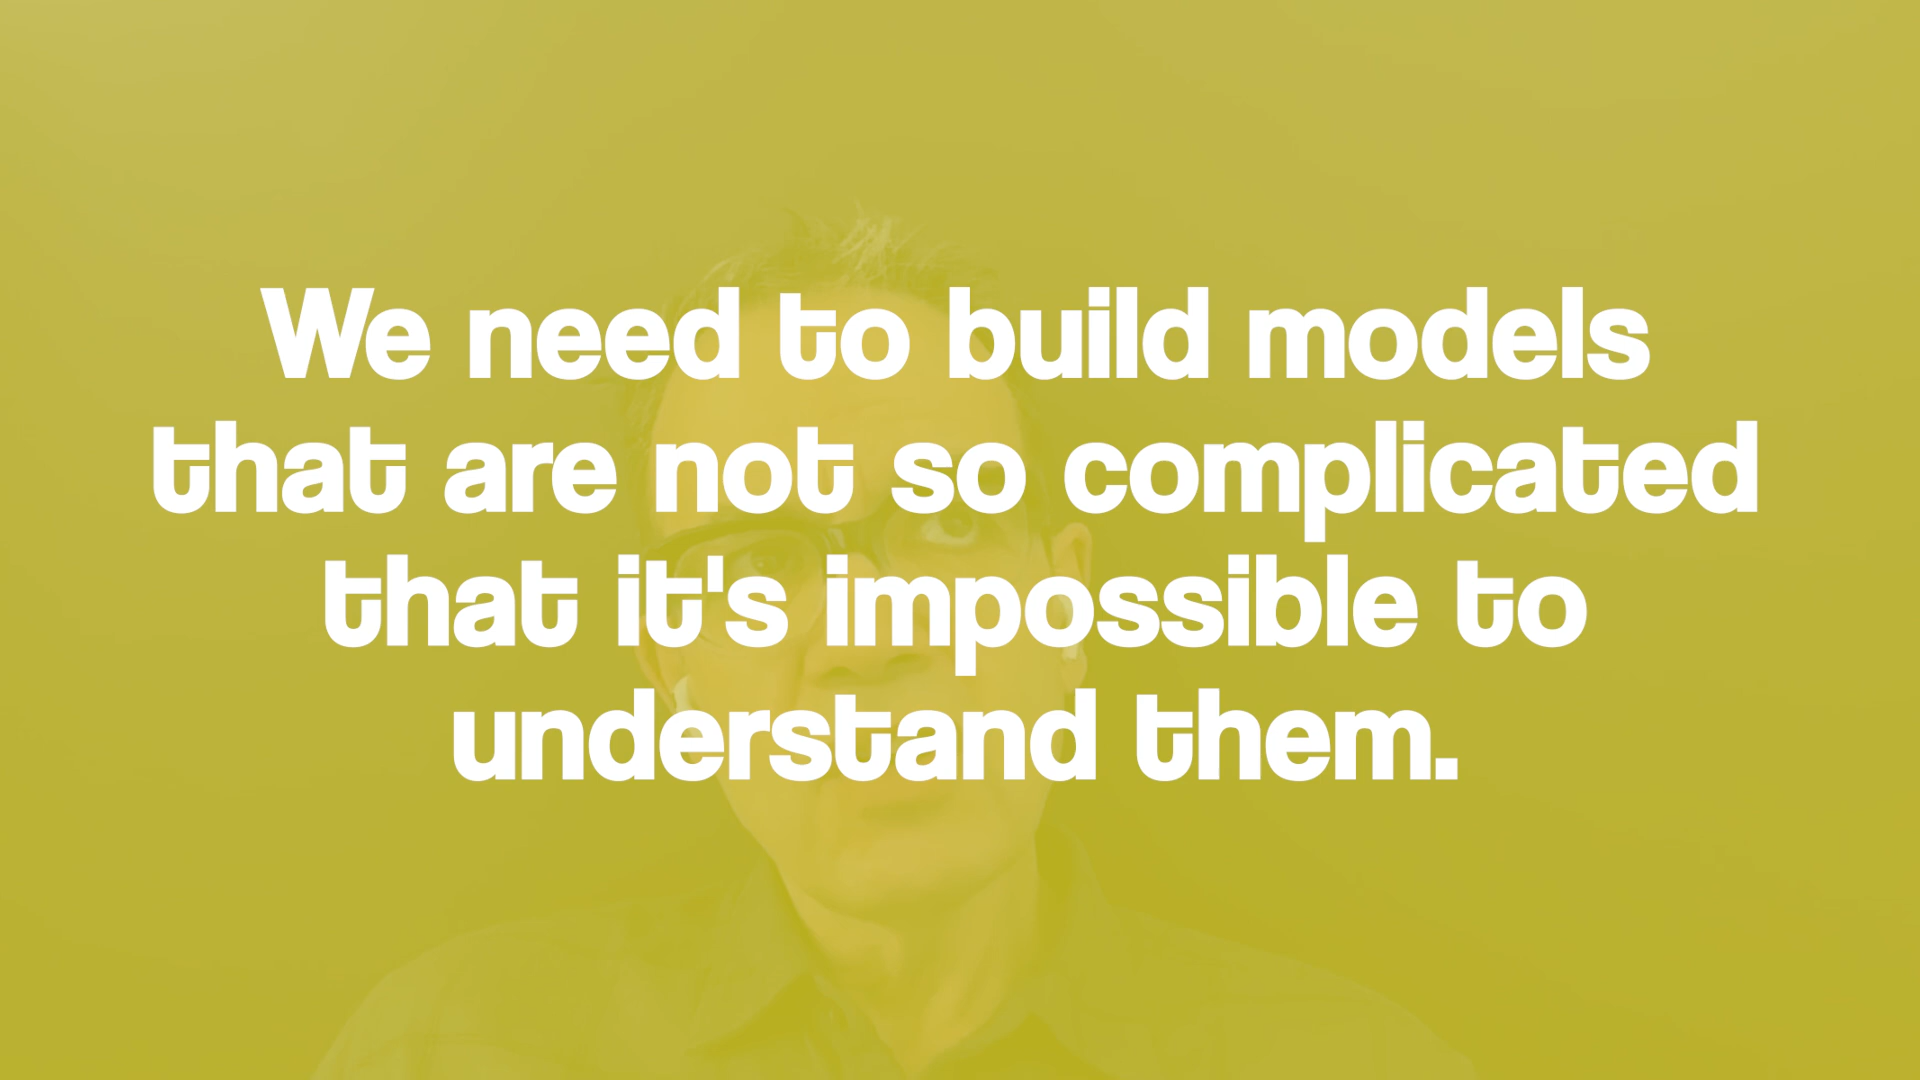 We need to build models
that are not so complicated
that it's impossible to
understand them.